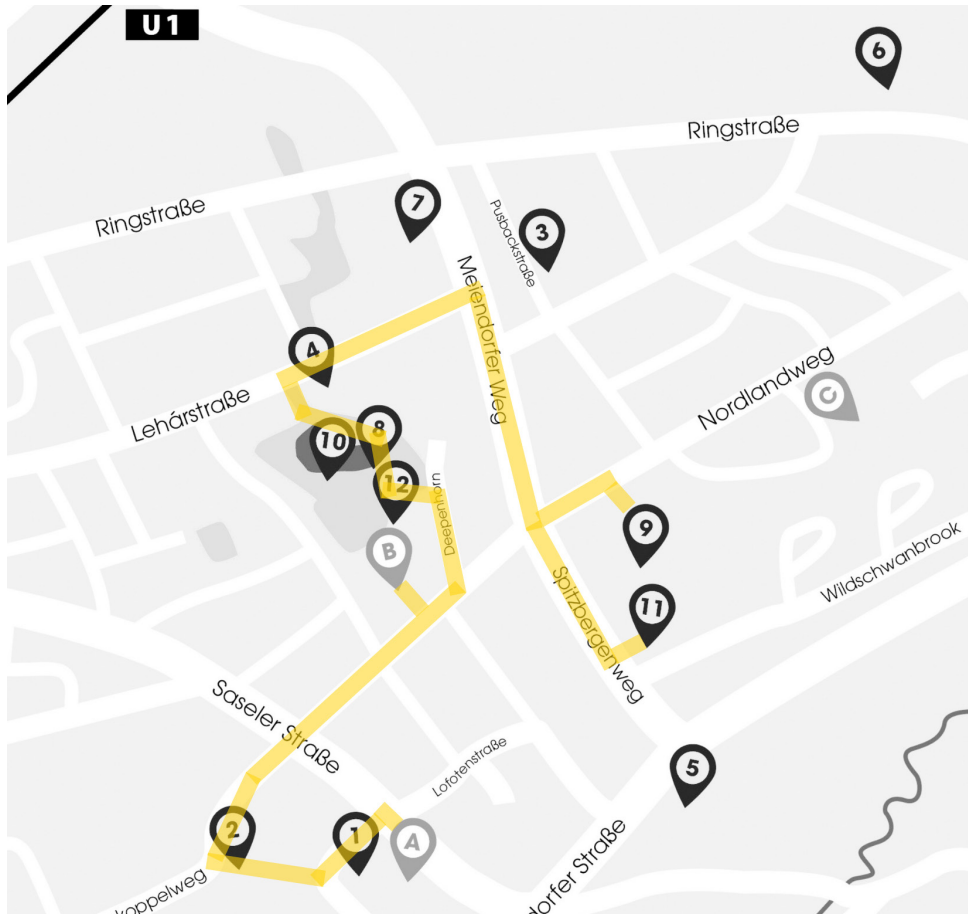 U1
6
Ringstraße
Ringstraße
7
3
Pusbackstraße
Meiendorfer Weg
4
C
Nordlandweg
Lehárstraße
8
10
12
Deepenhorn
9
B
Wildschwanbrook
11
Spitzbergenweg
Saseler Straße
Lofotenstraße
5
2
1
A
koppelweg
dorfer Straße